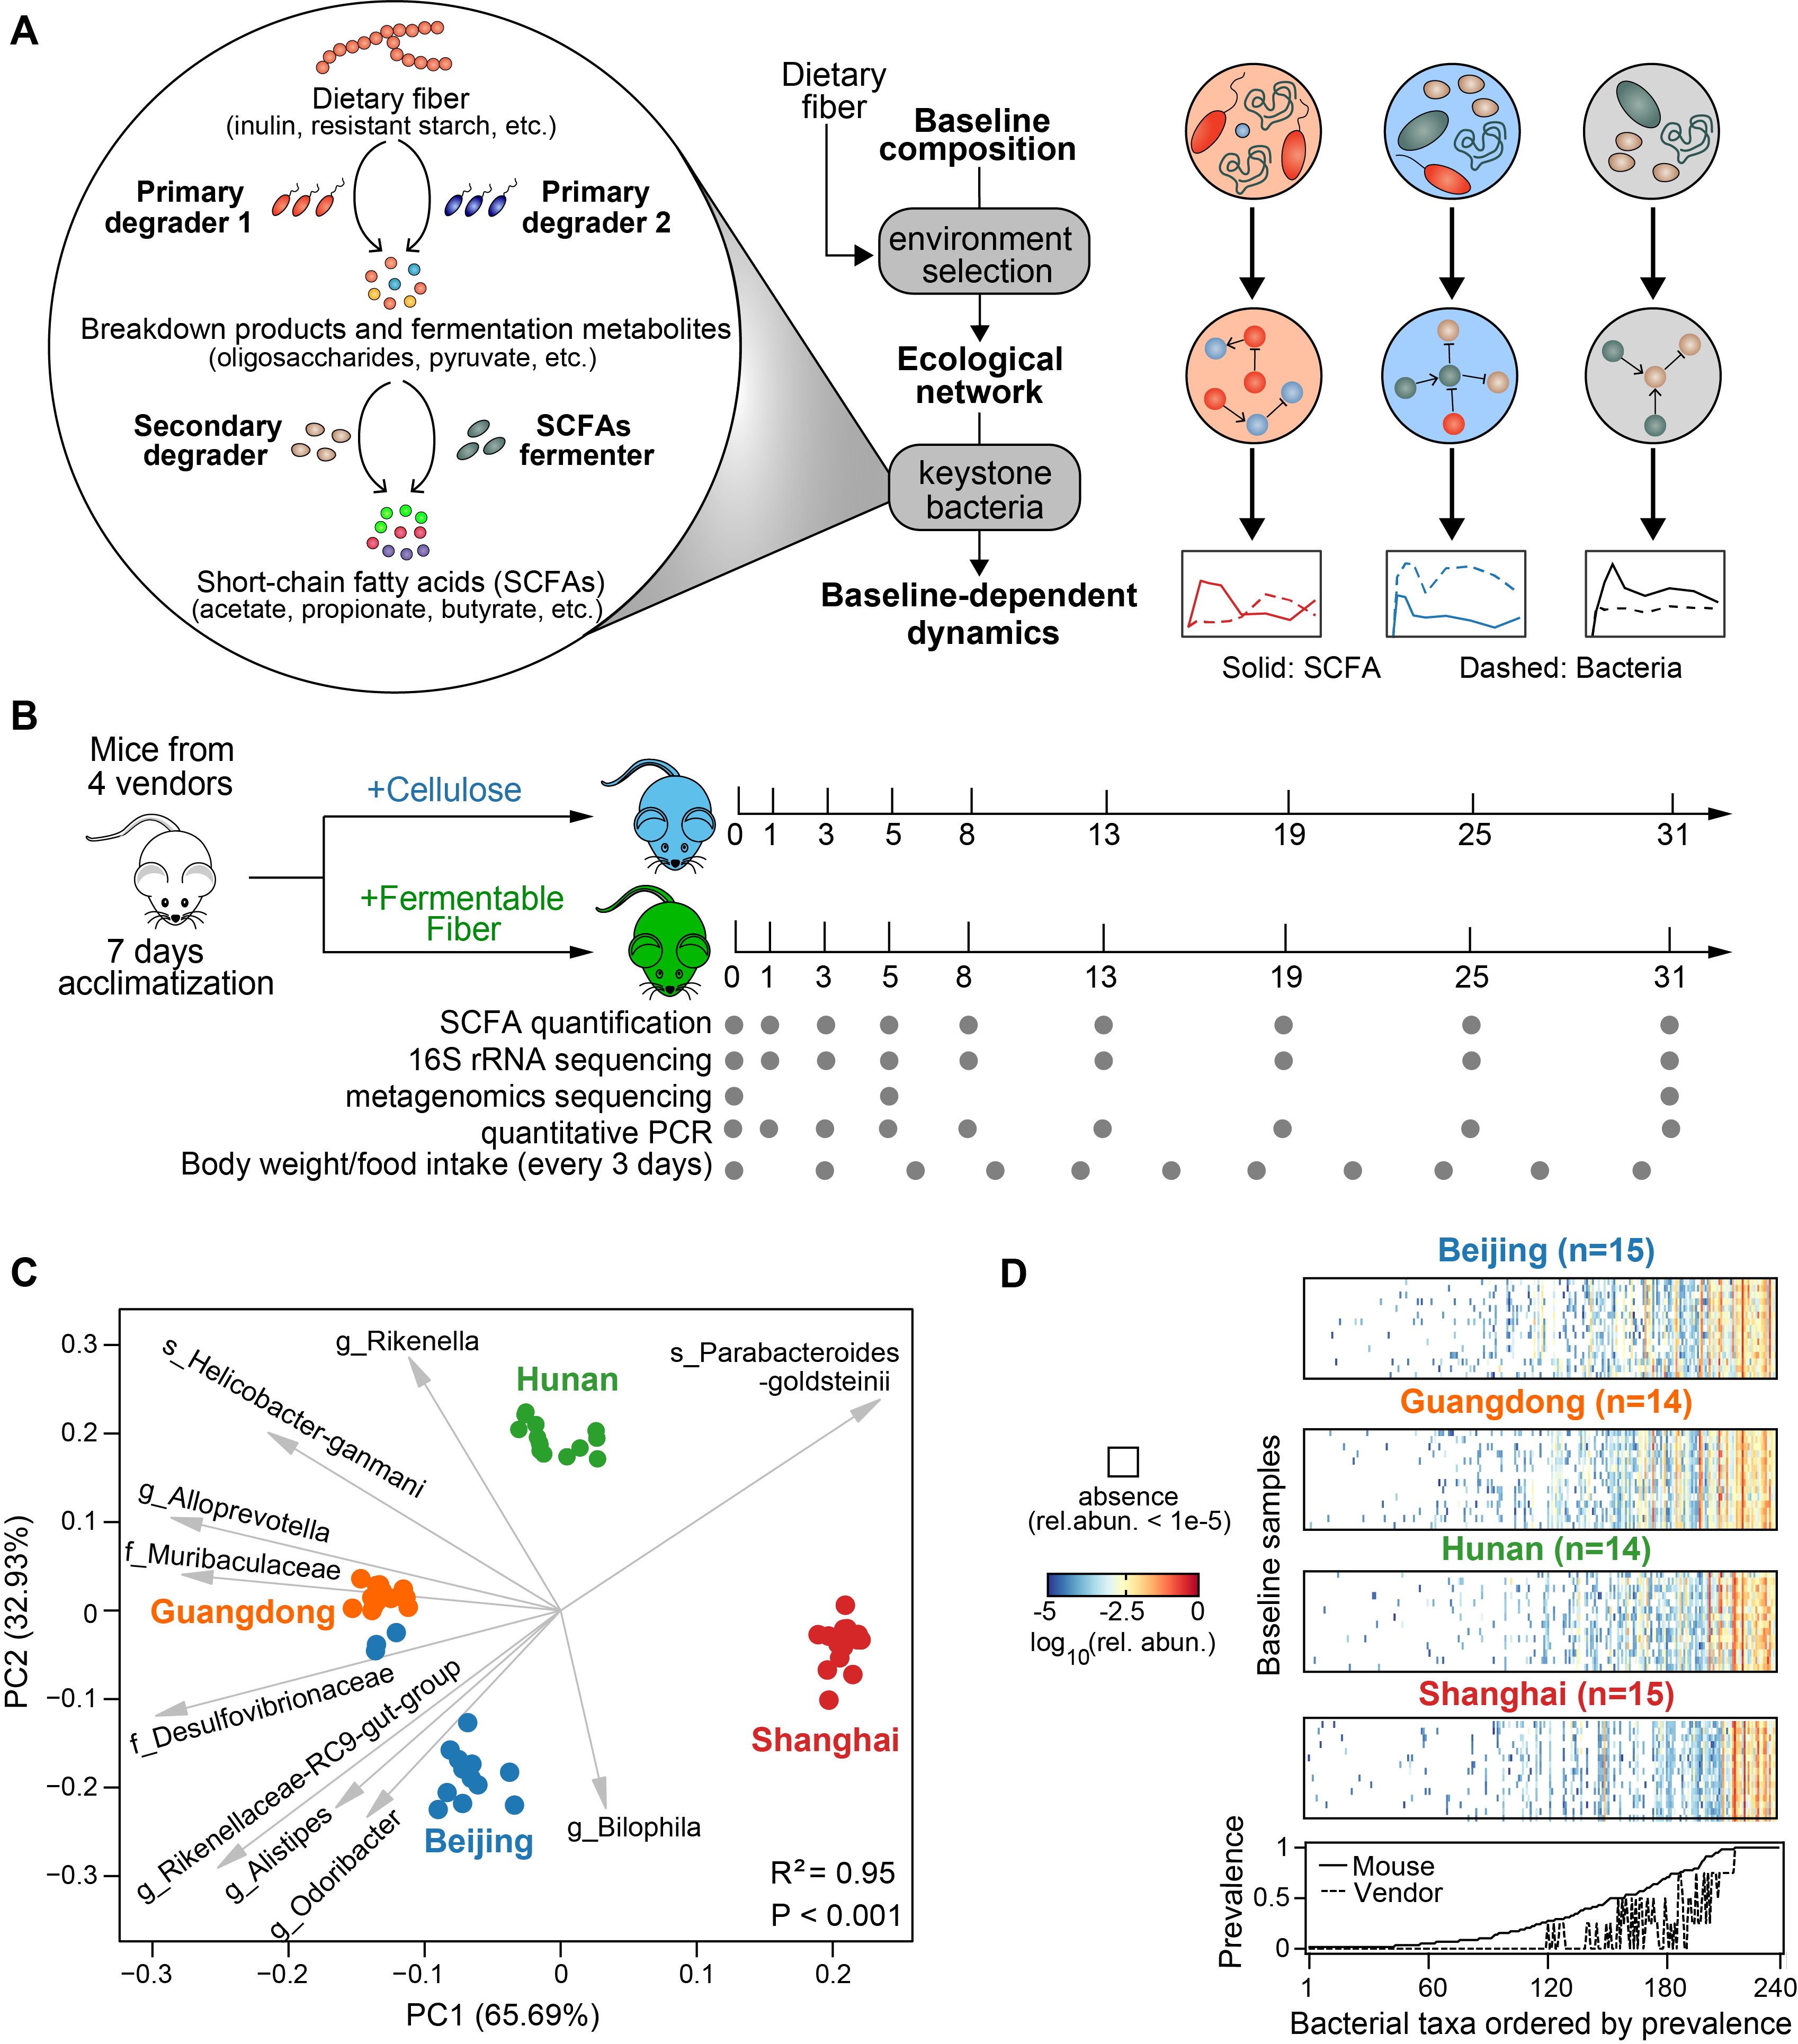 A
Dietary fiber
(inulin, resistant starch, etc.)
Primary
degrader 1
Primary
degrader 2
Breakdown products and fermentation metabolites
(oligosaccharides, pyruvate, etc.)
Secondary
degrader
SCFAs
fermenter
Short-chain fatty acids (SCFAs)
(acetate, propionate, butyrate, etc.)
Dietary
fiber
Baseline
composition
environment
selection
Ecological
network
keystone
bacteria
Baseline-dependent
dynamics
Solid: SCFA
Dashed: Bacteria
B
Mice from
4 vendors
7 days
acclimatization
+Cellulose
0 1 3 5 8 13 19 25 31
+Fermentable
Fiber
0 1 3 5 8 13 19 25 31
SCFA quantification
16S rRNA sequencing
metagenomics sequencing
quantitative PCR
Body weight/food intake (every 3 days)
C
PC2 (32.93%)
0.3
0.2
0.1
0
−0.1
−0.2
−0.3
s_Helicobacter-ganmani
g_Rikenella
Hunan
s_Parabacteroides
-goldsteinii
g_Alloprevotella
f_Muribaculaceae
Guangdong
f_Desulfovibrionaceae
g_Rikenellaceae-RC9-gut-group
g_Alistipes
g_Odoribacter
Beijing
g_Bilophila
Shanghai
R²= 0.95
P < 0.001
−0.3 −0.2 −0.1 0 0.1 0.2
PC1 (65.69%)
D
absence
(rel.abun. < 1e-5)
-5 -2.5 0
log10(rel. abun.)
Baseline samples
Beijing (n=15)
Guangdong (n=14)
Hunan (n=14)
Shanghai (n=15)
Prevalence
1
0.5
0
Mouse
Vendor
1 60 120 180 240
Bacterial taxa ordered by prevalence